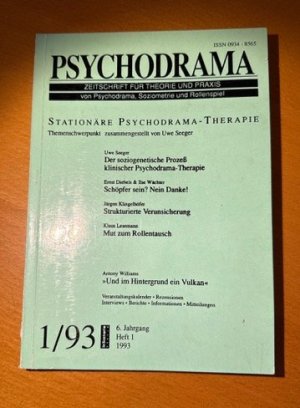 ISSN 0934 - 8565
PSYCHODRAMA
ZEITSCHRIFT FÜR THEORIE UND PRAXIS
von Psychodrama, Soziometrie und Rollenspiel
STATIONÄRE PSYCHODRAMA-THERAPIE
Themenschwerpunkt zusammengestellt von Uwe Seeger
Uwe Seeger
Der soziogenetische Prozeß
klinischer Psychodrama-Therapie
Ernst Diebels & Ilse Wächter
Schöpfer sein? Nein Danke!
Jürgen Klingelhöfer
Strukturierte Verunsicherung
Klaus Lammann
Mut zum Rollentausch
Antony Williams
»Und im Hintergrund ein Vulkan«
Veranstaltungskalender • Rezensionen
Interviews • Berichte • Informationen • Mitteilungen
1/93
6. Jahrgang
Heft 1
1993